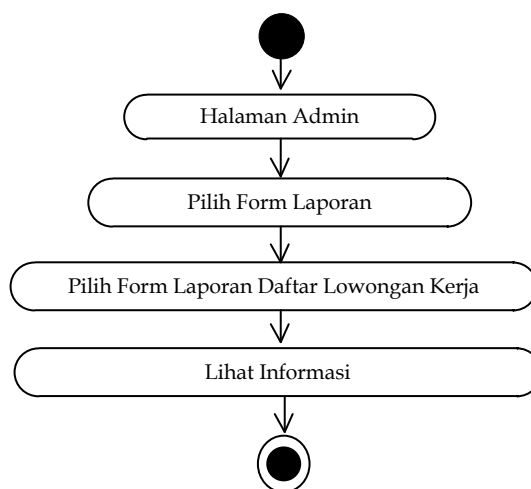 Halaman Admin
Pilih Form Laporan
Pilih Form Laporan Daftar Lowongan Kerja
Lihat Informasi